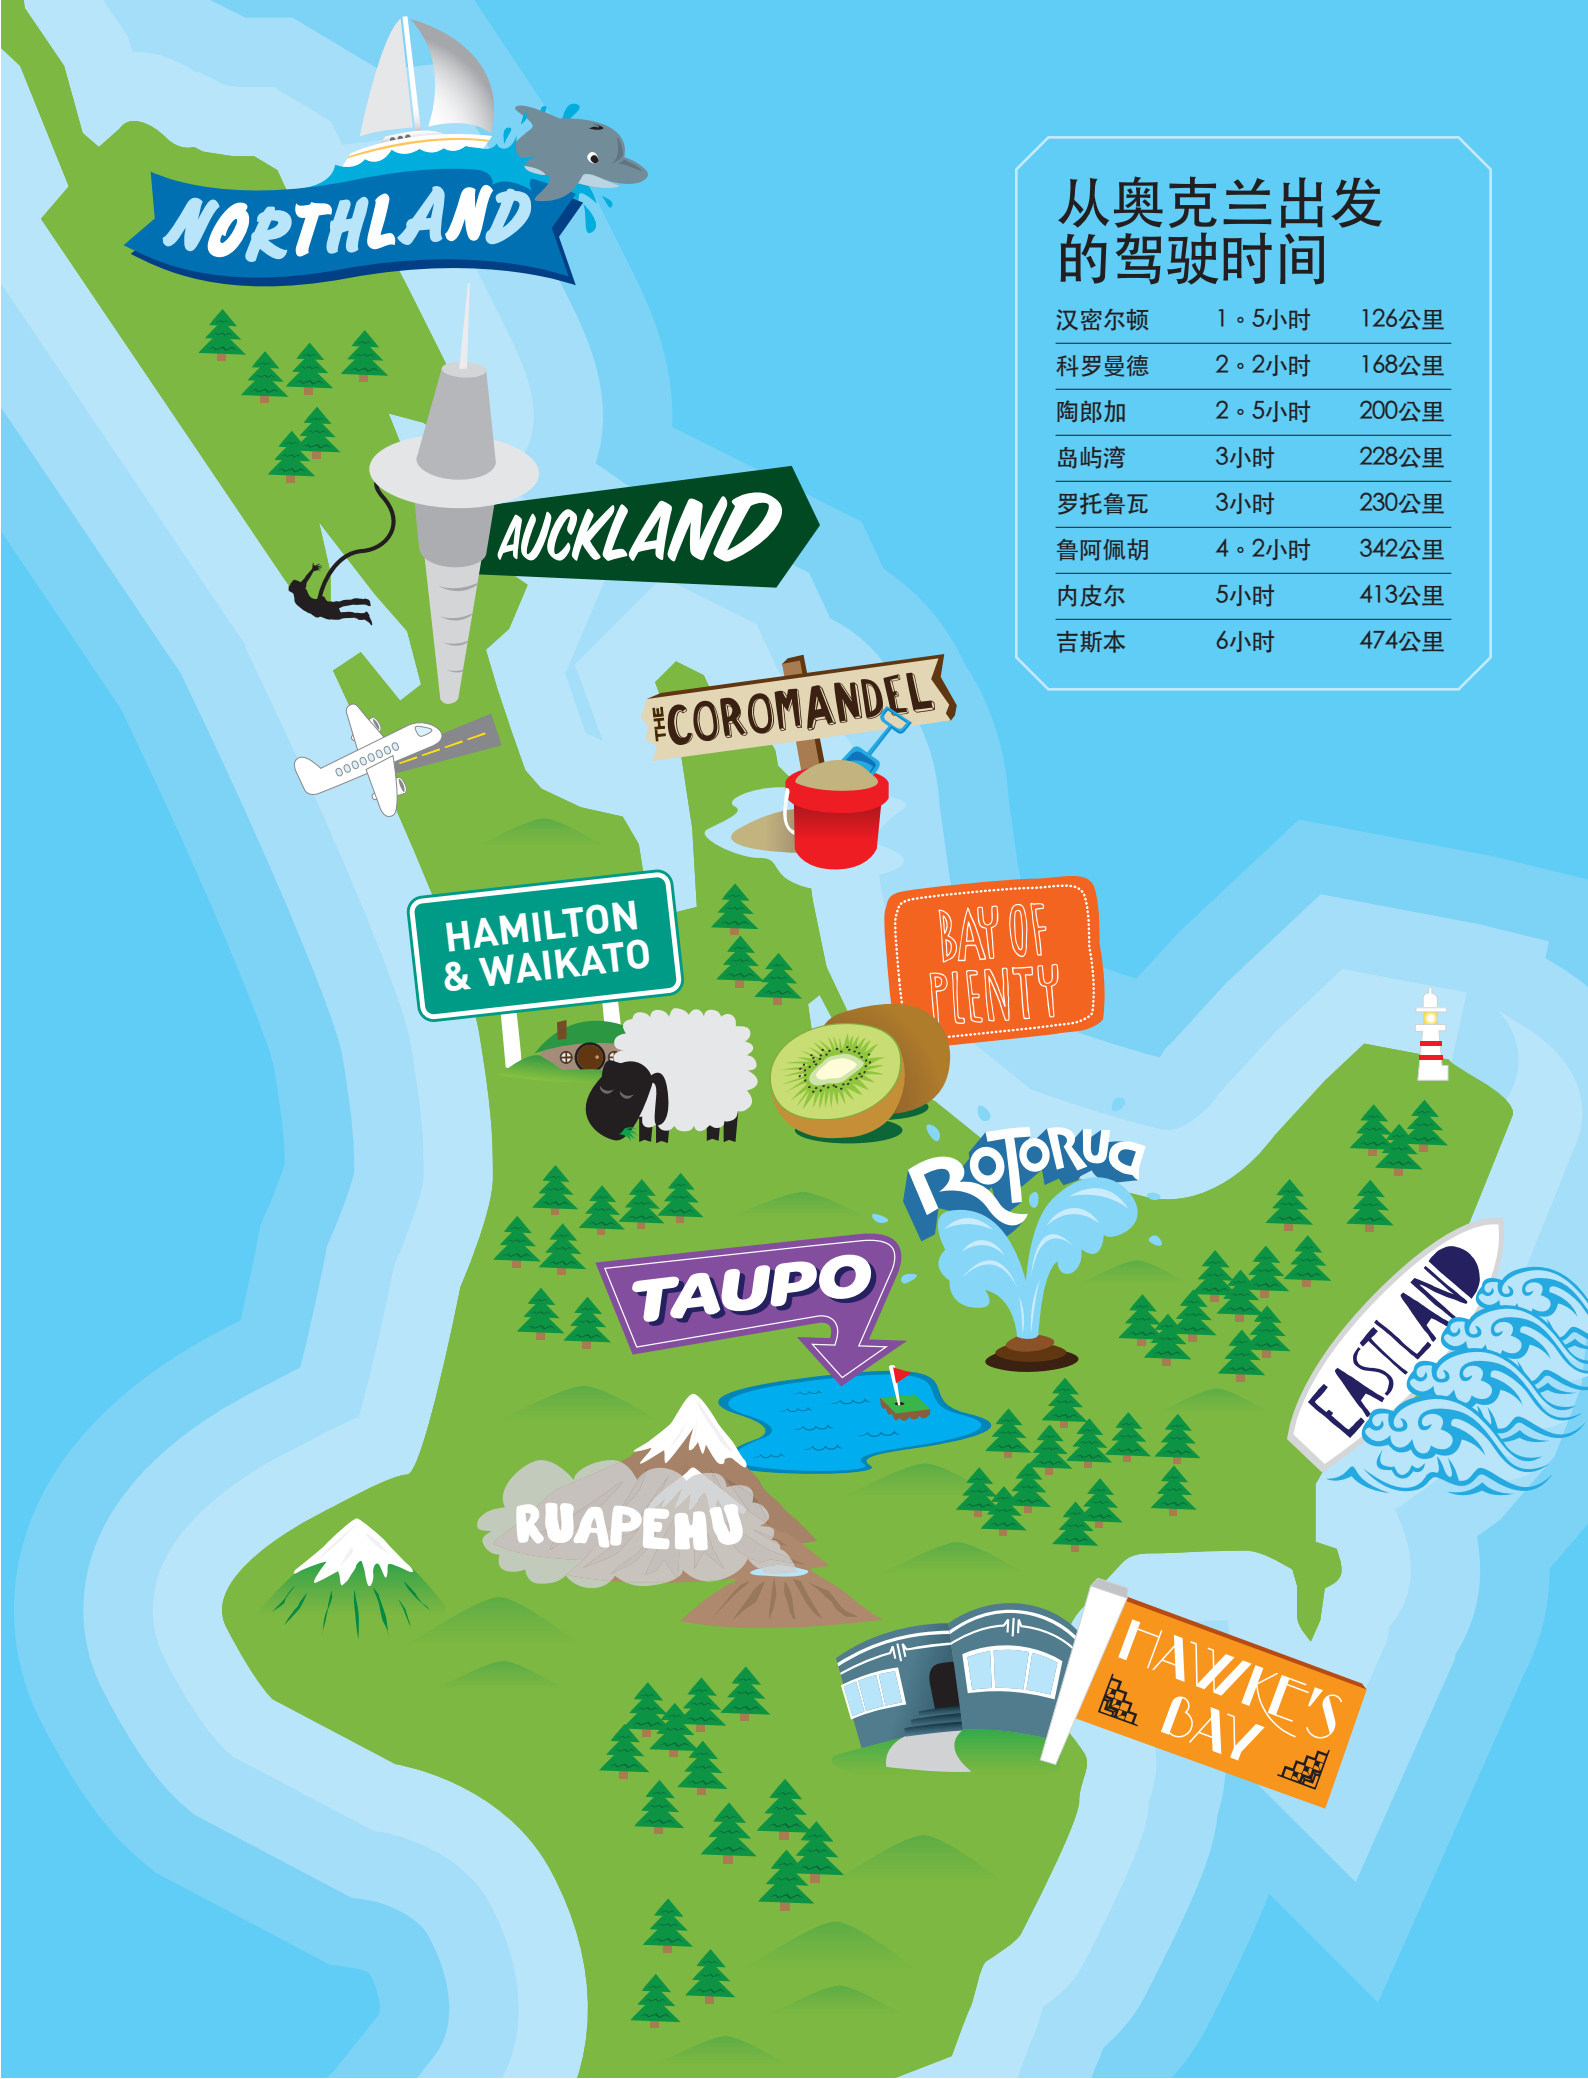 NORTHLAND
从奥克兰出发
的驾驶时间
汉密尔顿 1。5小时 126公里
科罗曼德 2。2小时 168公里
陶郎加 2。5小时 200公里
岛屿湾 3小时 228公里
罗托鲁瓦 3小时 230公里
鲁阿佩胡 4。2小时 342公里
内皮尔 5小时 413公里
吉斯本 6小时 474公里
AUCKLAND
THE COROMANDEL
HAMILTON
& WAIKATO
BAY OF
PLENTY
ROTORUA
TAUPO
EASTLAND
RUAPEHU
HAWKE'S
BAY